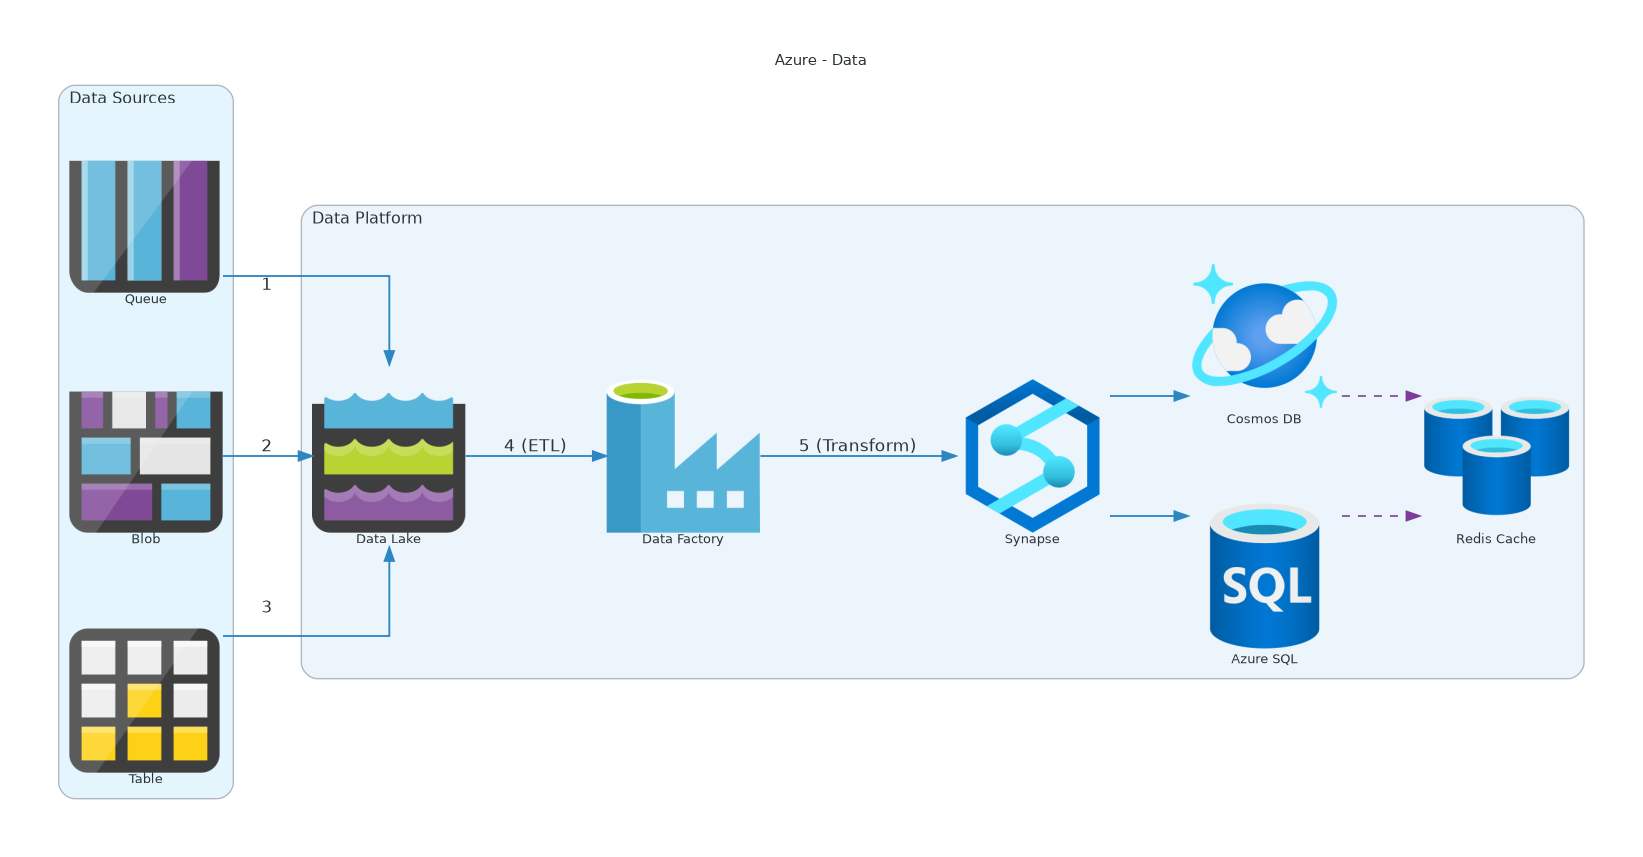 Azure - Data
Data Sources
Queue
Blob
Table
1
2
3
Data Platform
Data Lake
4 (ETL)
Data Factory
5 (Transform)
Synapse
Cosmos DB
SQL
Azure SQL
Redis Cache